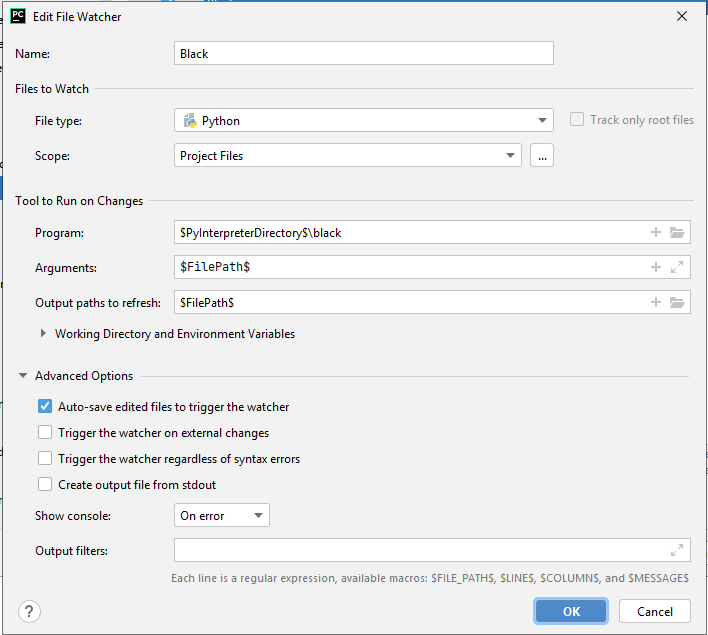 PC Edit File Watcher
Name: Black
Files to Watch
File type: Python Track only root files
Scope: Project Files ...
Tool to Run on Changes
Program: $PyInterpreterDirectory$\black
Arguments: $FilePath$
Output paths to refresh: $FilePath$
Working Directory and Environment Variables
Advanced Options
Auto-save edited files to trigger the watcher
Trigger the watcher on external changes
Trigger the watcher regardless of syntax errors
Create output file from stdout
Show console: On error
Output filters:
Each line is a regular expression, available macros: $FILE_PATH$, $LINE$, $COLUMN$, and $MESSAGE$
? OK Cancel